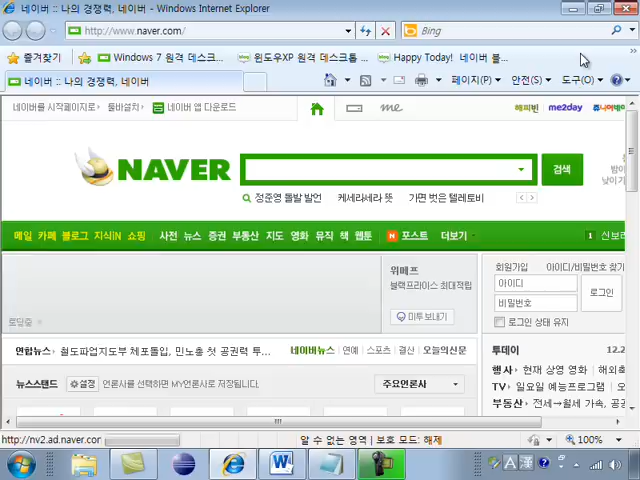 네이버 :: 나의 경쟁력, 네이버 - Windows Internet Explorer
http://www.naver.com/
Bing
즐겨찾기
Windows 7 원격 데스크...
윈도우XP 원격 데스크톱 ...
Happy Today! 네이버 블...
네이버 :: 나의 경쟁력, 네이버
페이지(P)
안전(S)
도구(O)
네이버를 시작페이지로
툴바설치
네이버 앱 다운로드
me
해피빈
me2day
NAVER
검색
정준영 돌발 발언
케세라세라 뜻
가면 벗은 텔레토비
메일 카페 블로그 지식iN 쇼핑
사전 뉴스 증권 부동산 지도 영화 뮤직 책 웹툰
N 포스트
더보기
1 신보라
위메프
블랙프라이스 최대적립
미투 보내기
로딩중
회원가입
아이디/비밀번호 찾기
아이디
비밀번호
로그인
로그인 상태 유지
연합뉴스
철도파업지도부 체포돌입, 민노총 첫 공권력 투...
네이버뉴스
연예
스포츠
결산
오늘의신문
투데이
12.2
뉴스스탠드
설정
언론사를 선택하면 MY언론사로 저장됩니다.
주요언론사
행사 현재 상영 영화
해외축
TV 일요일 예능프로그램
부동산 전세→월세 가속, 공
http://nv2.ad.naver.con
알 수 없는 영역 | 보호 모드: 해제
100%
A 漢